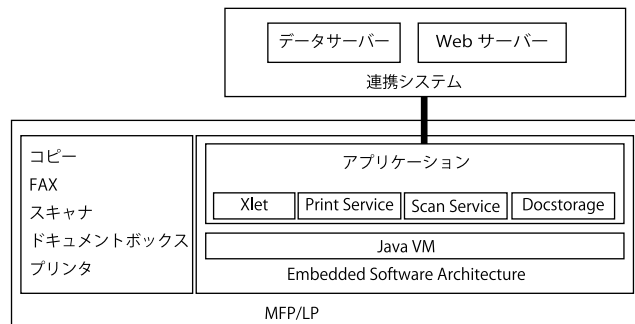 データサーバー
Web サーバー
連携システム
コピー
FAX
スキャナ
ドキュメントボックス
プリンタ
アプリケーション
Xlet
Print Service
Scan Service
Docstorage
Java VM
Embedded Software Architecture
MFP/LP